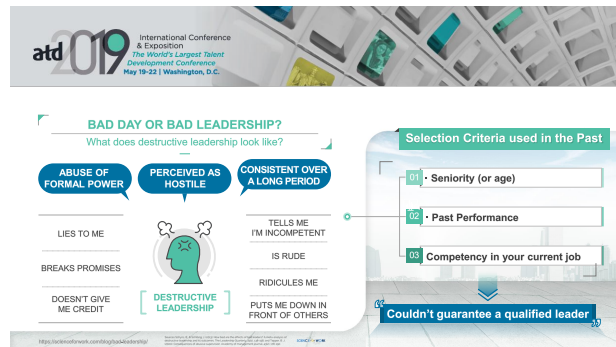 atd 2019
International Conference
& Exposition
The World's Largest Talent
Development Conference
May 19-22 | Washington, D.C.
BAD DAY OR BAD LEADERSHIP?
What does destructive leadership look like?
ABUSE OF
FORMAL POWER
PERCEIVED AS
HOSTILE
CONSISTENT OVER
A LONG PERIOD
LIES TO ME
BREAKS PROMISES
DOESN'T GIVE
ME CREDIT
DESTRUCTIVE
LEADERSHIP
TELLS ME
I'M INCOMPETENT
IS RUDE
RIDICULES ME
PUTS ME DOWN IN
FRONT OF OTHERS
https://scienceforwork.com/blog/bad-leadership/
Selection Criteria used in the Past
01 · Seniority (or age)
02 · Past Performance
03 Competency in your current job
“Couldn't guarantee a qualified leader”